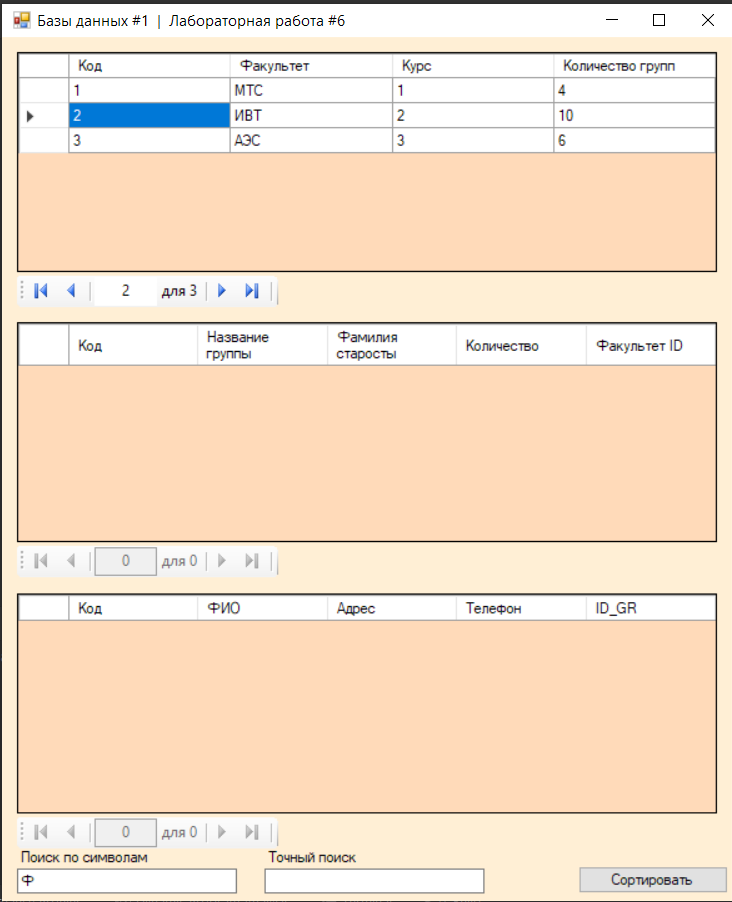 Базы данных #1 | Лабораторная работа #6
Код Факультет Курс Количество групп
1 МТС 1 4
2 ИВТ 2 10
3 АЭС 3 6
2 для 3
Код Название группы Фамилия старосты Количество Факультет ID
0 для 0
Код ФИО Адрес Телефон ID_GR
0 для 0
Поиск по символам Точный поиск
Ф Сортировать